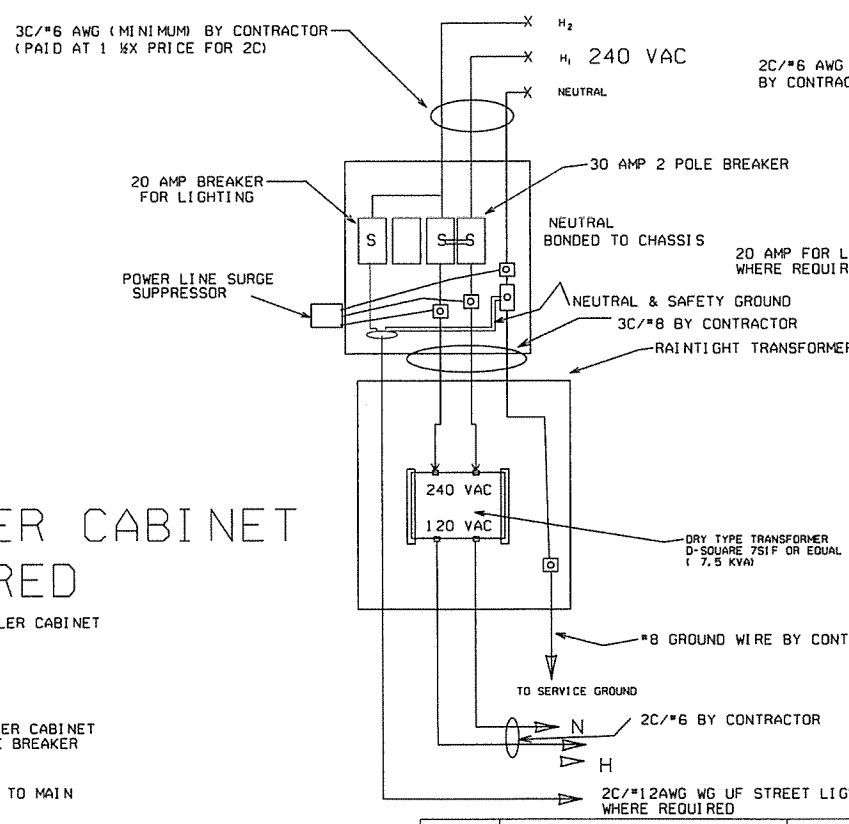 3C/#6 AWG (MINIMUM) BY CONTRACTOR
(PAID AT 1 ½X PRICE FOR 2C)
H2
H1 240 VAC
NEUTRAL
2C/#6 AWG
BY CONTRAC
30 AMP 2 POLE BREAKER
20 AMP BREAKER
FOR LIGHTING
S
S
S
NEUTRAL
BONDED TO CHASSIS
20 AMP FOR L
WHERE REQUIR
POWER LINE SURGE
SUPPRESSOR
NEUTRAL & SAFETY GROUND
3C/#8 BY CONTRACTOR
RAINTIGHT TRANSFORMER
240 VAC
120 VAC
ER CABINET
RED
LER CABINET
DRY TYPE TRANSFORMER
D-SQUARE 7S1F OR EQUAL
( 7.5 KVA)
#8 GROUND WIRE BY CONT
TO SERVICE GROUND
N
2C/#6 BY CONTRACTOR
ER CABINET
E BREAKER
H
TO MAIN
2C/#12AWG WG UF STREET LIG
WHERE REQUIRED